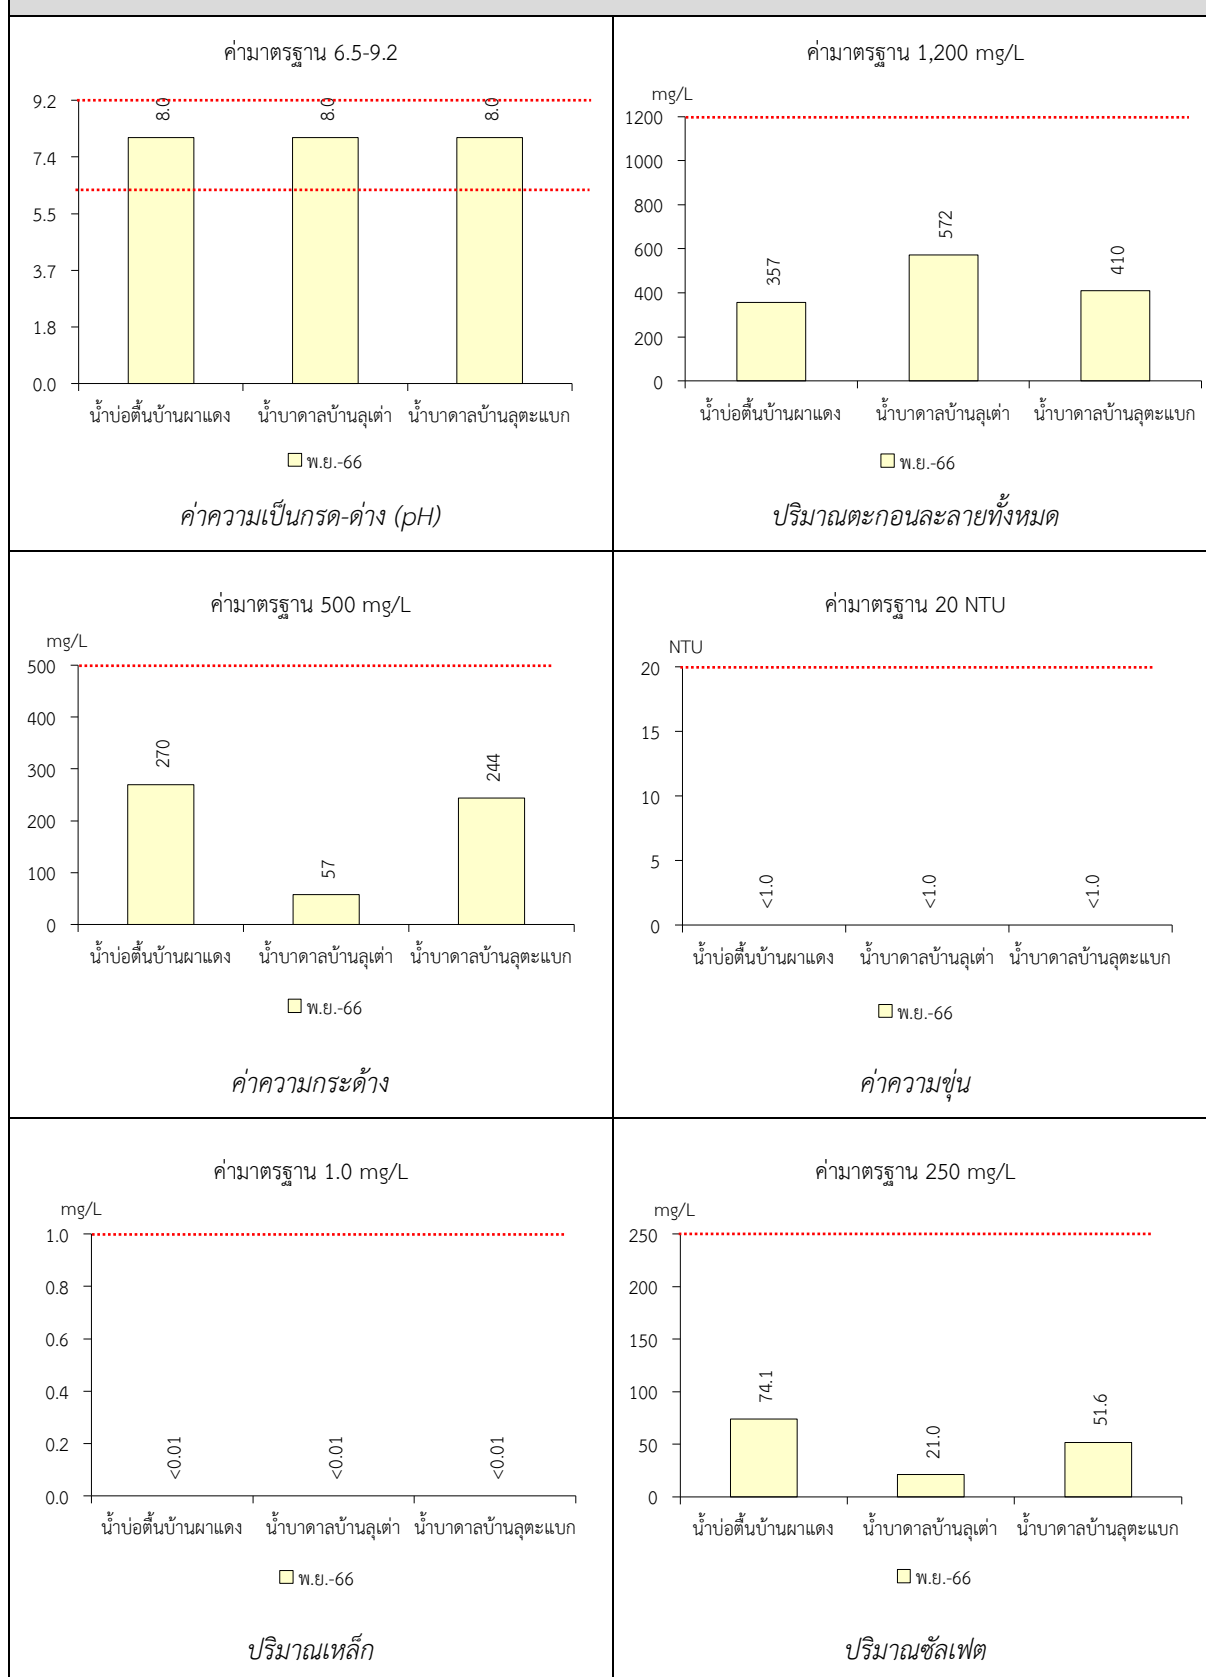 ค่ามาตรฐาน 6.5-9.2
9.2
7.4
5.5
3.7
1.8
0.0
8.0
8.0
8.0
น้ำบ่อตื้นบ้านผาแดง น้ำบาดาลบ้านลุเต่า น้ำบาดาลบ้านลุตะแบก
พ.ย.-66
ค่าความเป็นกรด-ด่าง (pH)
ค่ามาตรฐาน 1,200 mg/L
mg/L
1200
1000
800
600
400
200
0
357
572
410
น้ำบ่อตื้นบ้านผาแดง น้ำบาดาลบ้านลุเต่า น้ำบาดาลบ้านลุตะแบก
พ.ย.-66
ปริมาณตะกอนละลายทั้งหมด
ค่ามาตรฐาน 500 mg/L
mg/L
500
400
300
200
100
0
270
57
244
น้ำบ่อตื้นบ้านผาแดง น้ำบาดาลบ้านลุเต่า น้ำบาดาลบ้านลุตะแบก
พ.ย.-66
ค่าความกระด้าง
ค่ามาตรฐาน 20 NTU
NTU
20
15
10
5
0
<1.0
<1.0
<1.0
น้ำบ่อตื้นบ้านผาแดง น้ำบาดาลบ้านลุเต่า น้ำบาดาลบ้านลุตะแบก
พ.ย.-66
ค่าความขุ่น
ค่ามาตรฐาน 1.0 mg/L
mg/L
1.0
0.8
0.6
0.4
0.2
0.0
<0.01
<0.01
<0.01
น้ำบ่อตื้นบ้านผาแดง น้ำบาดาลบ้านลุเต่า น้ำบาดาลบ้านลุตะแบก
พ.ย.-66
ปริมาณเหล็ก
ค่ามาตรฐาน 250 mg/L
mg/L
250
200
150
100
50
0
74.1
21.0
51.6
น้ำบ่อตื้นบ้านผาแดง น้ำบาดาลบ้านลุเต่า น้ำบาดาลบ้านลุตะแบก
พ.ย.-66
ปริมาณซัลเฟต